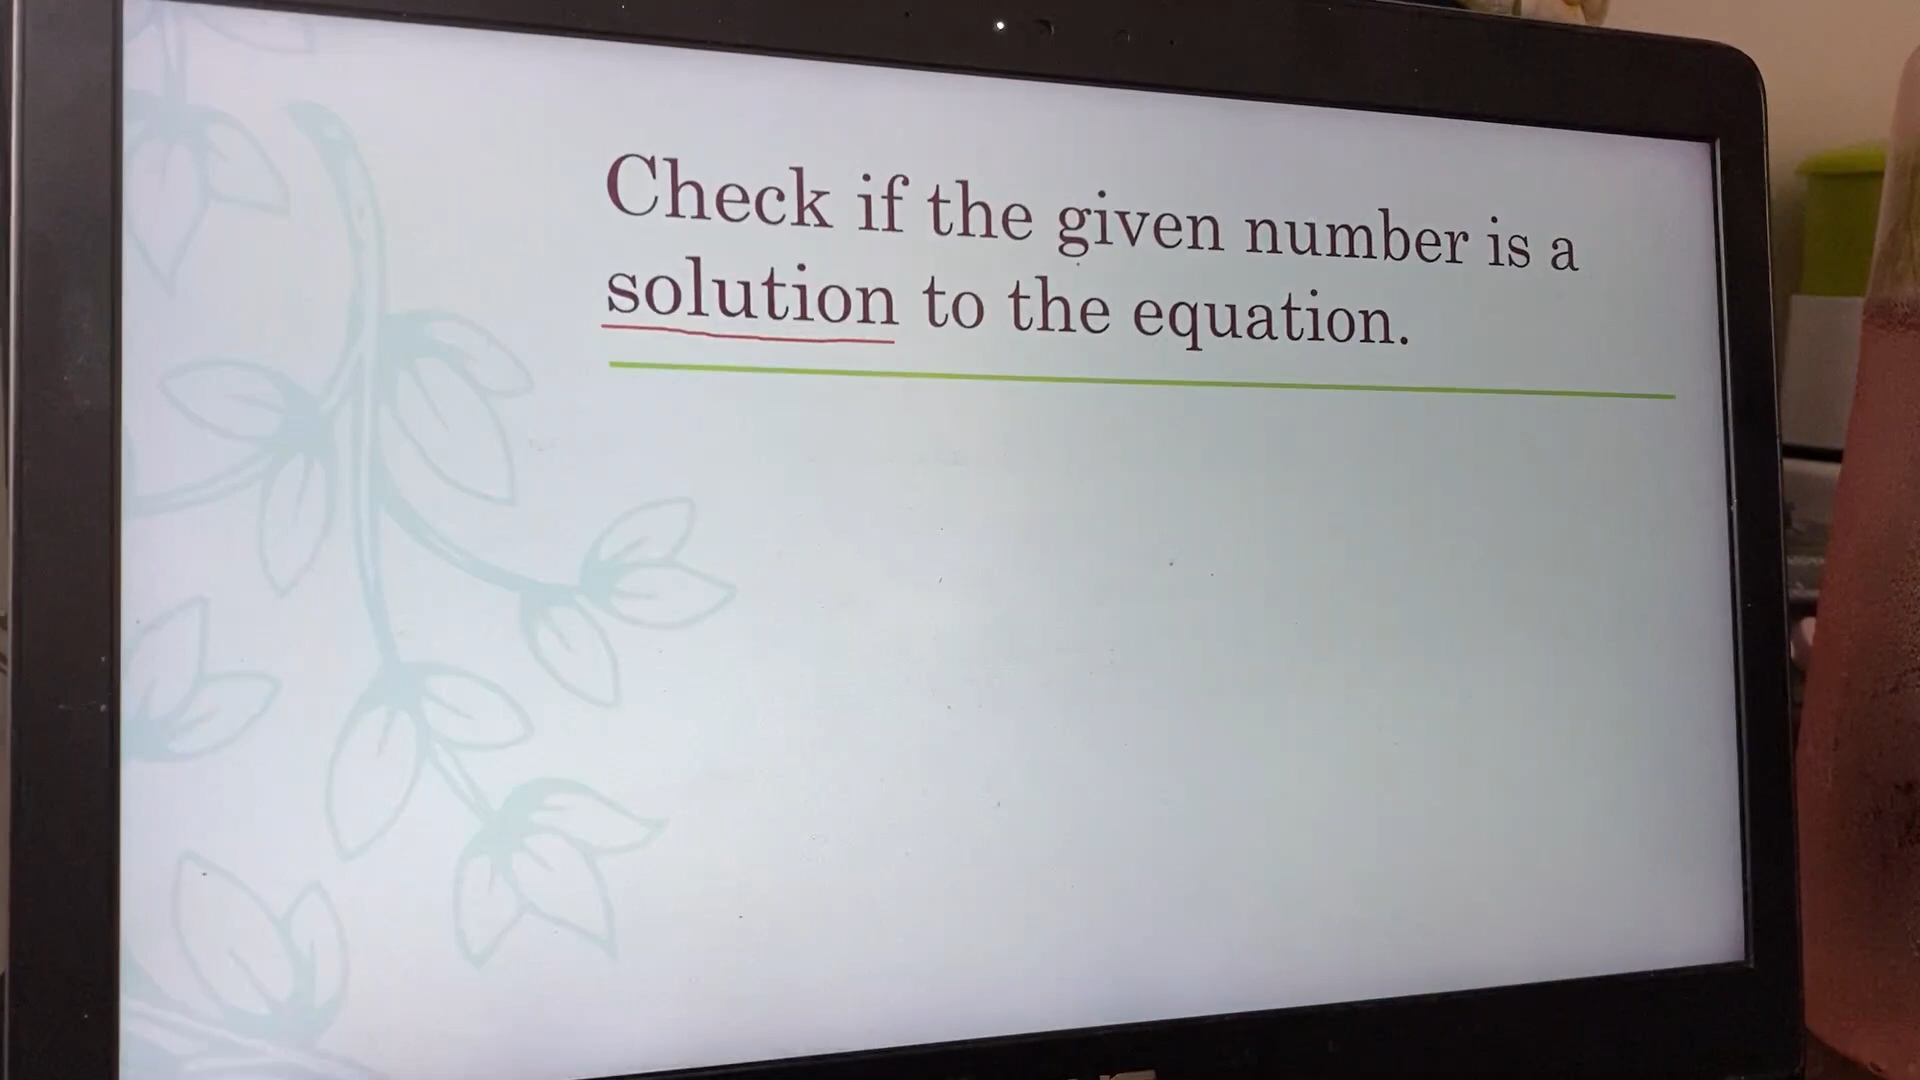 Check if the given number is a
solution to the equation.